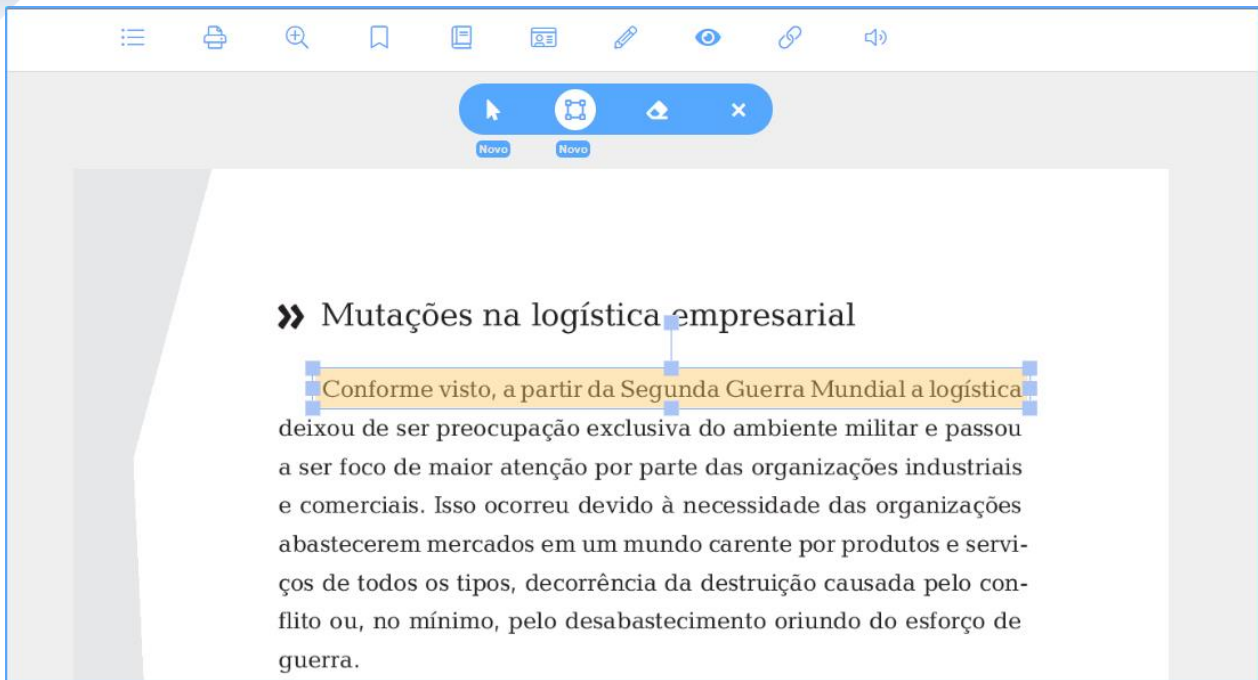 Novo Novo
» Mutações na logística empresarial
Conforme visto, a partir da Segunda Guerra Mundial a logística
deixou de ser preocupação exclusiva do ambiente militar e passou
a ser foco de maior atenção por parte das organizações industriais
e comerciais. Isso ocorreu devido à necessidade das organizações
abastecerem mercados em um mundo carente por produtos e servi-
ços de todos os tipos, decorrência da destruição causada pelo con-
flito ou, no mínimo, pelo desabastecimento oriundo do esforço de
guerra.